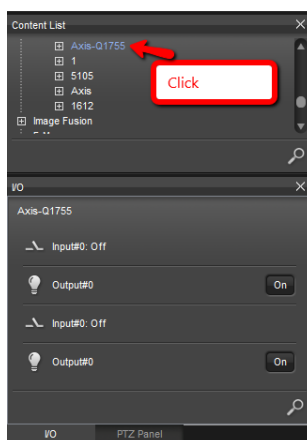 Content List
Axis-Q1755
1
5105
Axis
1612
Image Fusion
Click
I/O
Axis-Q1755
Input#0: Off
Output#0 On
Input#0: Off
Output#0 On
I/O PTZ Panel